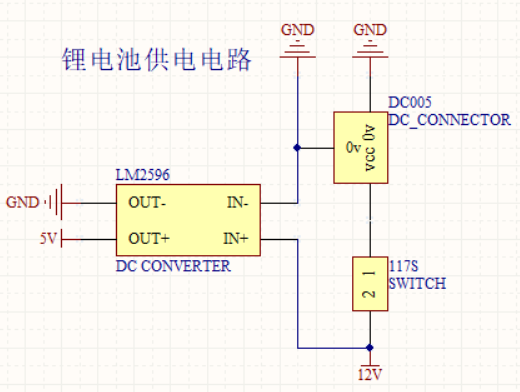 GND GND
锂电池供电电路
DC005
DC_CONNECTOR
0v vcc 0v
LM2596
GND OUT- IN-
5V OUT+ IN+
DC CONVERTER
117S
SWITCH
1
2
12V